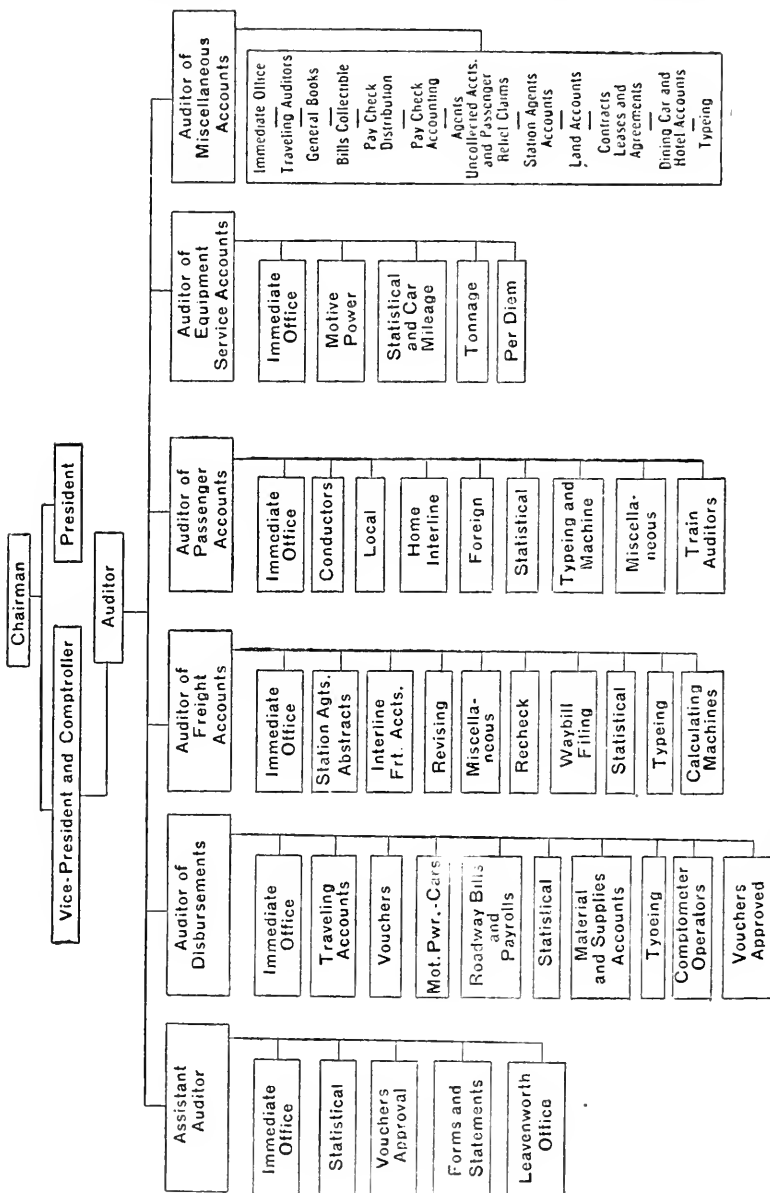 Chairman
Vice-President and Comptroller
President
Auditor
Assistant
Auditor
Immediate
Office
Statistical
Vouchers
Approval
Forms and
Statements
Leavenworth
Office
Auditor of
Disbursements
Immediate
Office
Traveling
Accounts
Vouchers
Mot. Pwr.-Cars
Roadway Bills
and
Payrolls
Statistical
Material
and Supplies
Accounts
Tyoeing
Comptometer
Operators
Vouchers
Approved
Auditor of
Freight
Accounts
Immediate
Office
Station Agts.
Abstracts
Interline
Frt. Accts.
Revising
Miscella-
neous
Recheck
Waybill
Filing
Statistical
Typeing
Calculating
Machines
Auditor of
Passenger
Accounts
Immediate
Office
Conductors
Local
Home
Interline
Foreign
Statistical
Typeing and
Machine
Miscella-
neous
Train
Auditors
Auditor of
Equipment
Service Accounts
Immediate
Office
Motive
Power
Statistical
and Car
Mileage
Tonnage
Per Diem
Auditor of
Miscellaneous
Accounts
Immediate Office
Traveling Auditors
General Books
Bills Collectible
Pay Check
Distribution
Pay Check
Accounting
Agents
Uncollected Accts.
and Passenger
Relief Claims
Station Agents
Accounts
Land Accounts
Contracts
Leases and
Agreements
Dining Car and
Hotel Accounts
Typeing